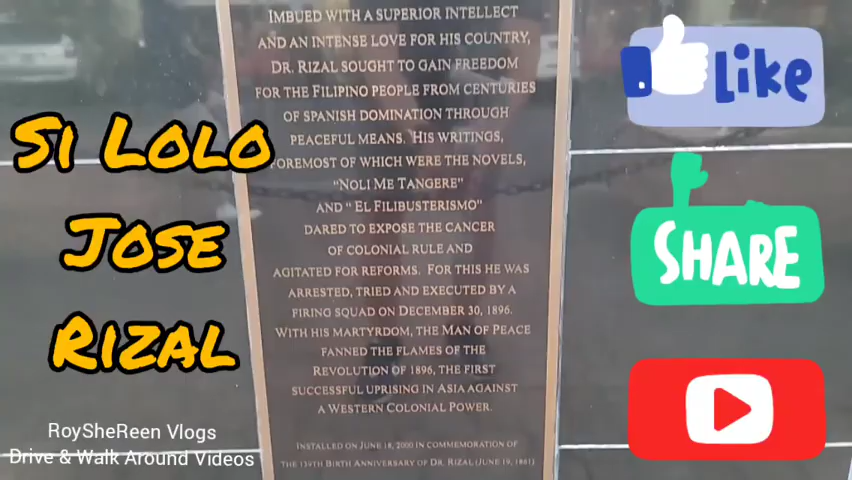 IMBUED WITH A SUPERIOR INTELLECT
AND AN INTENSE LOVE FOR HIS COUNTRY,
DR. RIZAL SOUGHT TO GAIN FREEDOM
FOR THE FILIPINO PEOPLE FROM CENTURIES
OF SPANISH DOMINATION THROUGH
PEACEFUL MEANS. HIS WRITINGS,
FOREMOST OF WHICH WERE THE NOVELS,
"NOLI ME TANGERE"
AND " EL FILIBUSTERISMO"
DARED TO EXPOSE THE CANCER
OF COLONIAL RULE AND
AGITATED FOR REFORMS. FOR THIS HE WAS
ARRESTED, TRIED AND EXECUTED BY A
FIRING SQUAD ON DECEMBER 30, 1896.
WITH HIS MARTYRDOM, THE MAN OF PEACE
FANNED THE FLAMES OF THE
REVOLUTION OF 1896, THE FIRST
SUCCESSFUL UPRISING IN ASIA AGAINST
A WESTERN COLONIAL POWER.
INSTALLED ON JUNE 18, 2000 IN COMMEMORATION OF
THE 139TH BIRTH ANNIVERSARY OF DR. RIZAL (JUNE 19, 1861)
SI LOLO
JOSE
RIZAL
RoySheReen Vlogs
Drive & Walk Around Videos
Like
SHARE